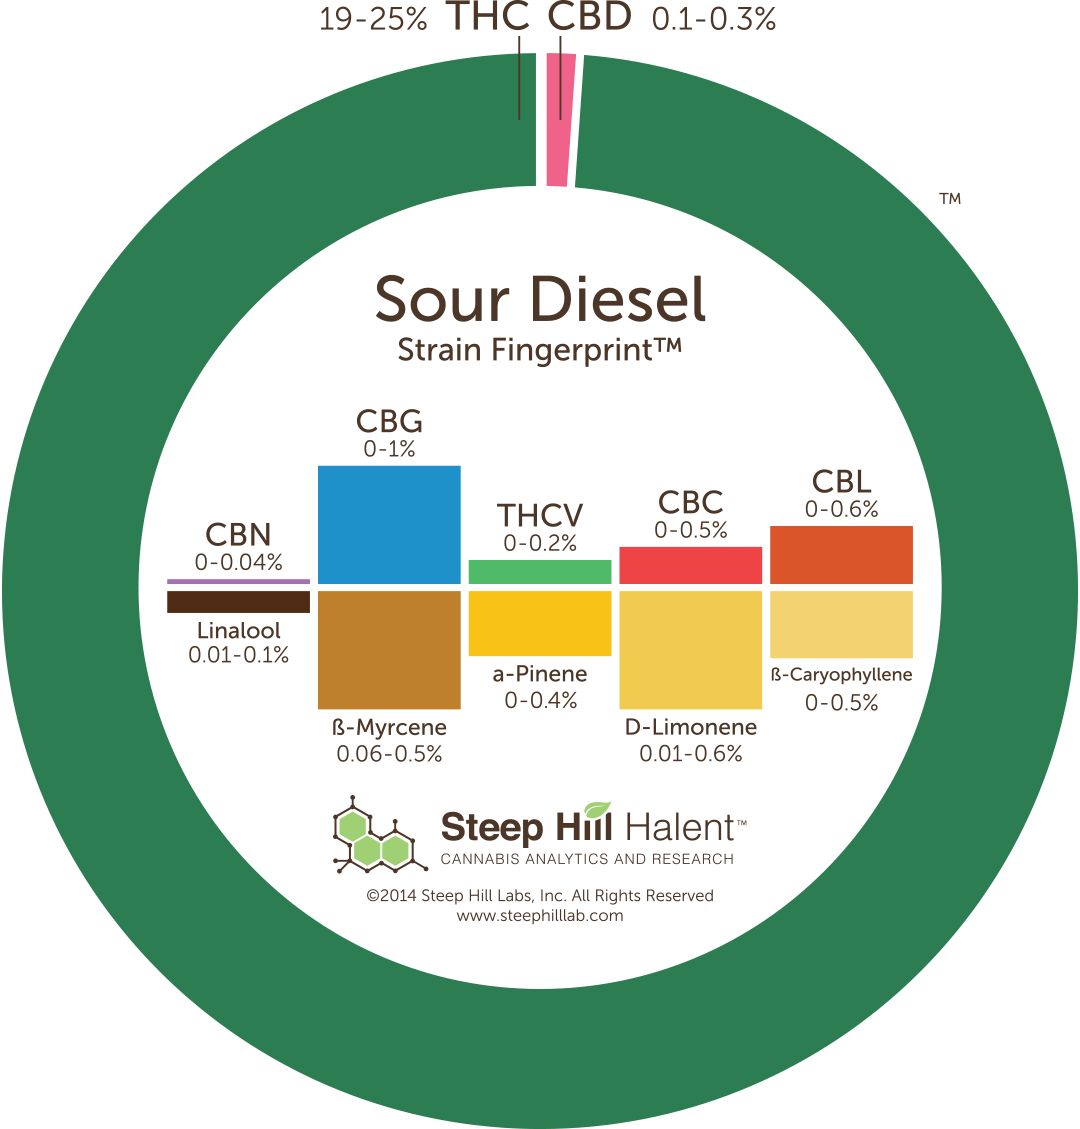 19-25% THC CBD 0.1-0.3%
TM
Sour Diesel
Strain Fingerprint™
CBG
0-1%
CBL
0-0.6%
CBC
0-0.5%
THCV
0-0.2%
CBN
0-0.04%
Linalool
0.01-0.1%
a-Pinene
0-0.4%
ß-Caryophyllene
0-0.5%
ß-Myrcene
0.06-0.5%
D-Limonene
0.01-0.6%
Steep Hill Halent™
CANNABIS ANALYTICS AND RESEARCH
©2014 Steep Hill Labs, Inc. All Rights Reserved
www.steephilllab.com